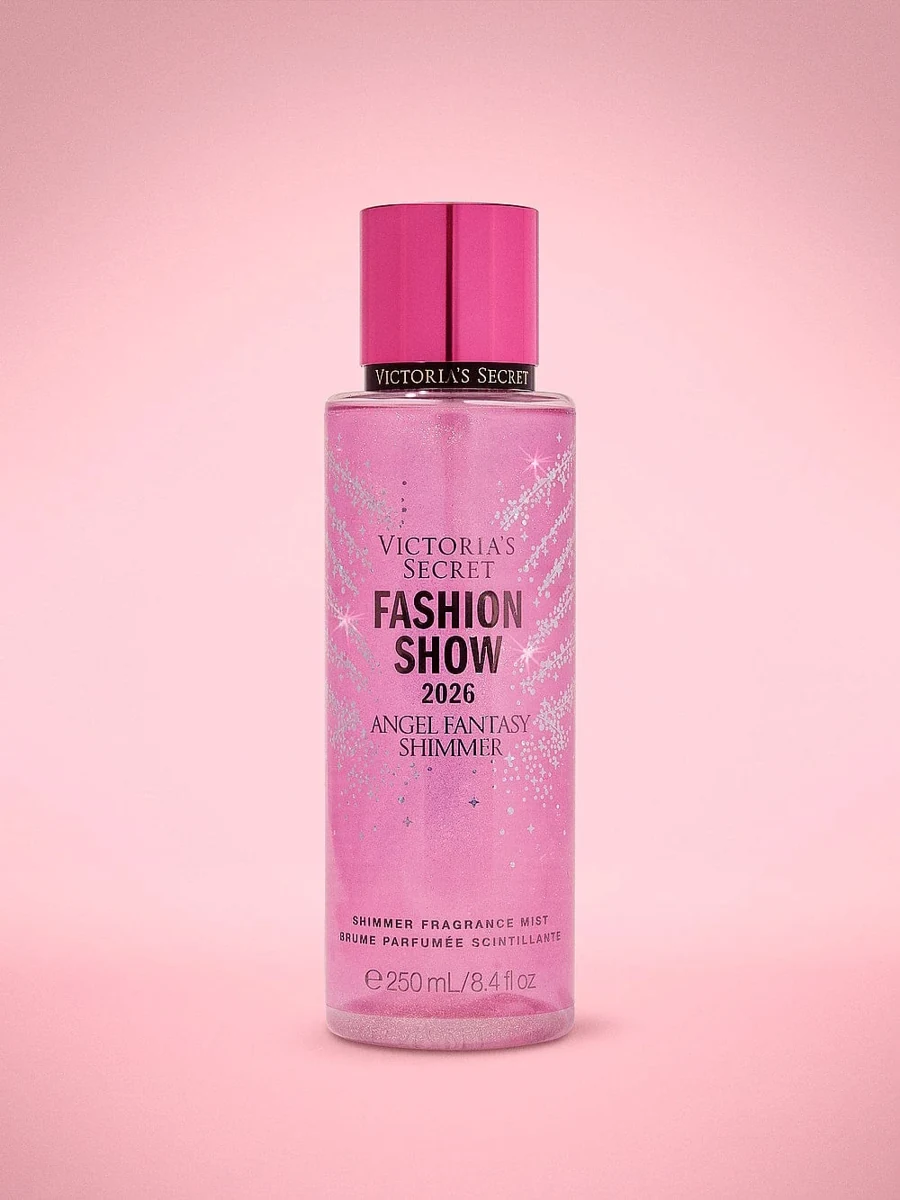 VICTORIA'S SECRET
VICTORIA'S
SECRET
FASHION
SHOW
2026
ANGEL FANTASY
SHIMMER
SHIMMER FRAGRANCE MIST
BRUME PARFUMÉE SCINTILLANTE
℮ 250 mL/8.4 fl oz